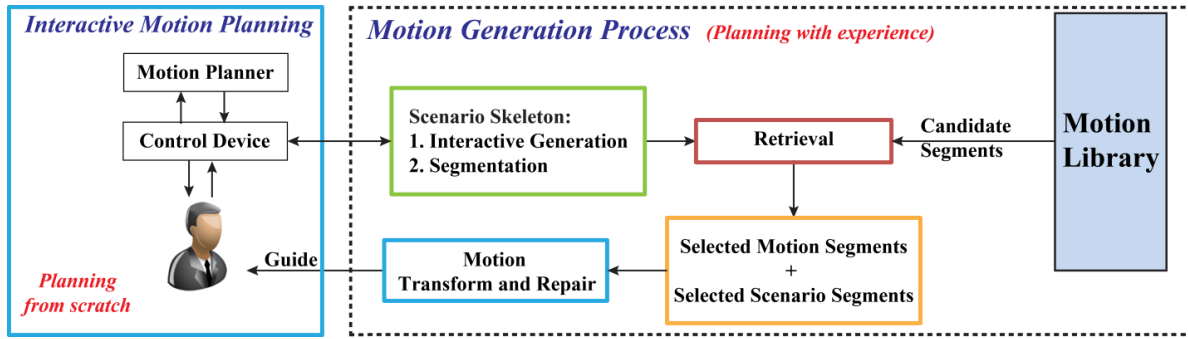 Interactive Motion Planning
Motion Planner
Control Device
Planning
from scratch
Motion Generation Process (Planning with experience)
Scenario Skeleton:
1. Interactive Generation
2. Segmentation
Retrieval
Candidate
Segments
Motion
Library
Selected Motion Segments
+
Selected Scenario Segments
Motion
Transform and Repair
Guide